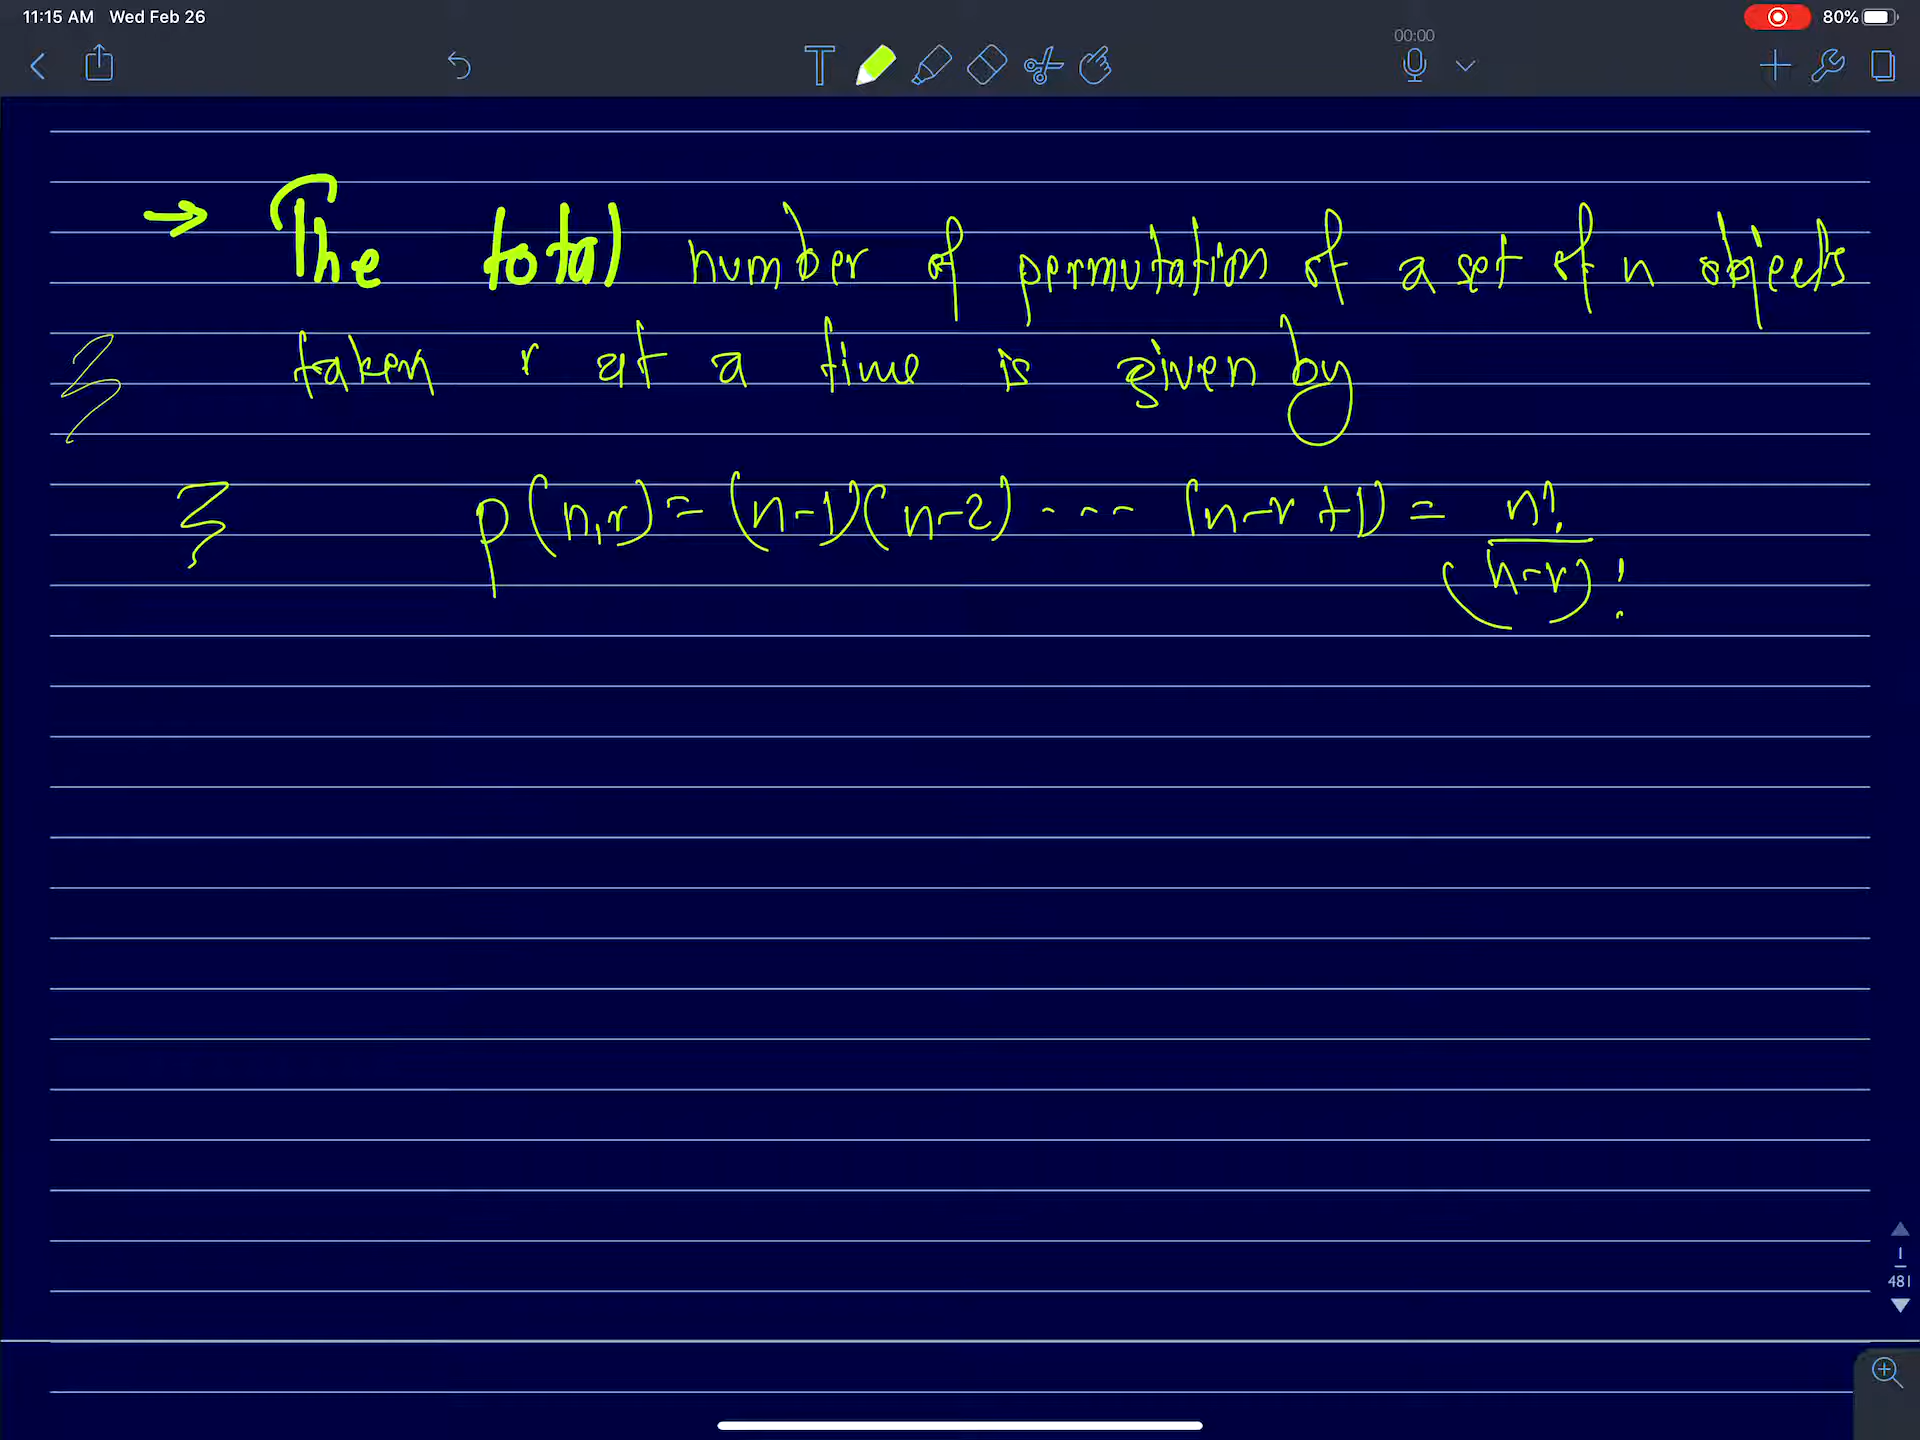 11:15 AM Wed Feb 26
80%
00:00
→ The total number of permutation of a set of n objects
taken r at a time is given by
p(n,r) = (n-1)(n-2) ---- (n-r+1) = n!/(n-r)!
1
481